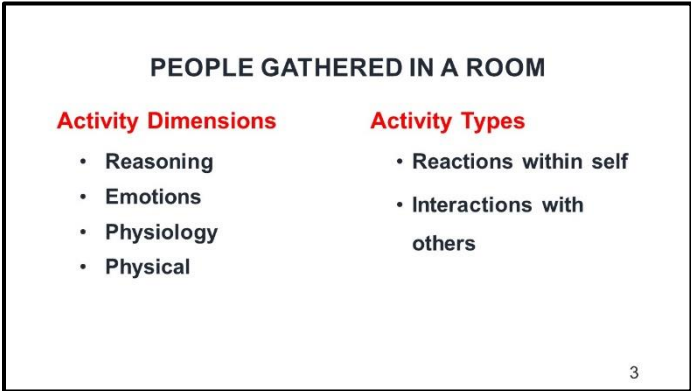 PEOPLE GATHERED IN A ROOM
Activity Dimensions
• Reasoning
• Emotions
• Physiology
• Physical
Activity Types
• Reactions within self
• Interactions with
others
3